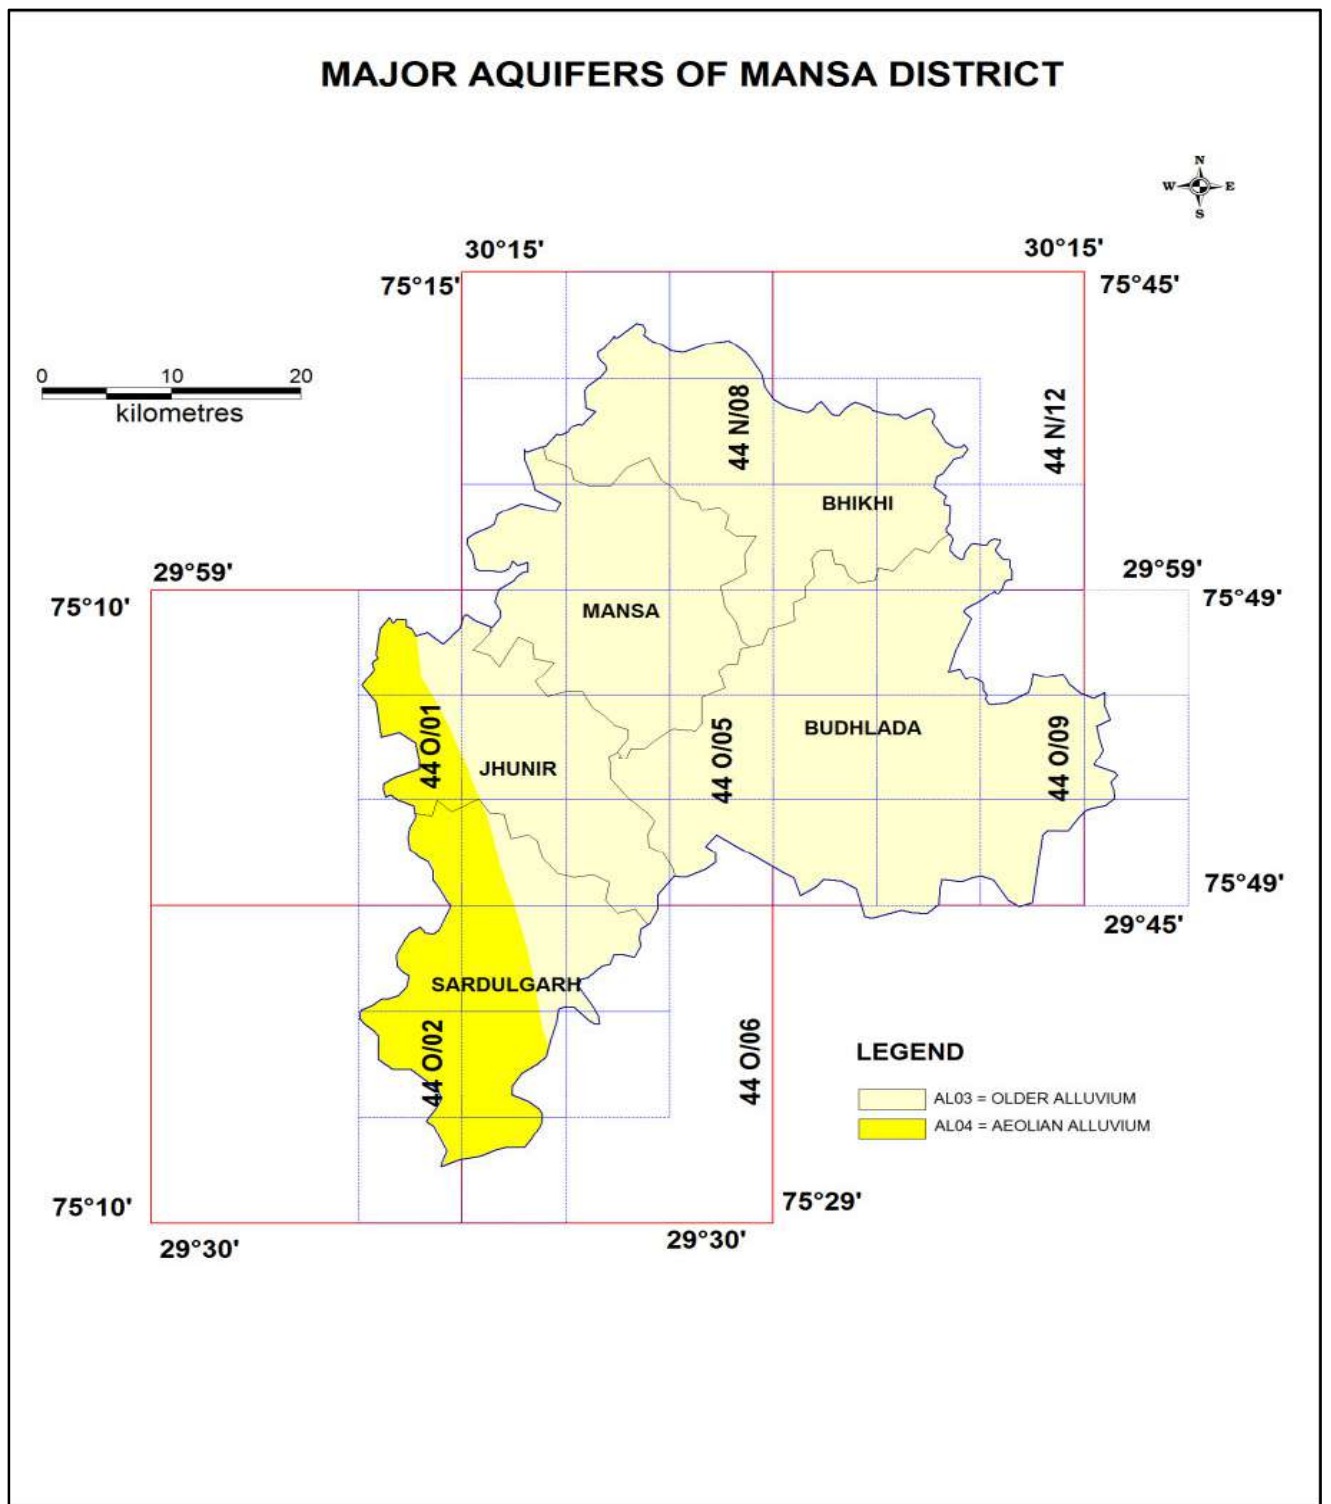 MAJOR AQUIFERS OF MANSA DISTRICT
N
W E
S
30°15' 30°15'
75°15' 75°45'
0 10 20
kilometres
44 N/08
44 N/12
BHIKHI
29°59' 29°59'
75°10' 75°49'
MANSA
44 O/01
44 O/05
BUDHLADA
44 O/09
JHUNIR
75°49'
29°45'
SARDULGARH
44 O/02
44 O/06
LEGEND
AL03 = OLDER ALLUVIUM
AL04 = AEOLIAN ALLUVIUM
75°10' 75°29'
29°30' 29°30'